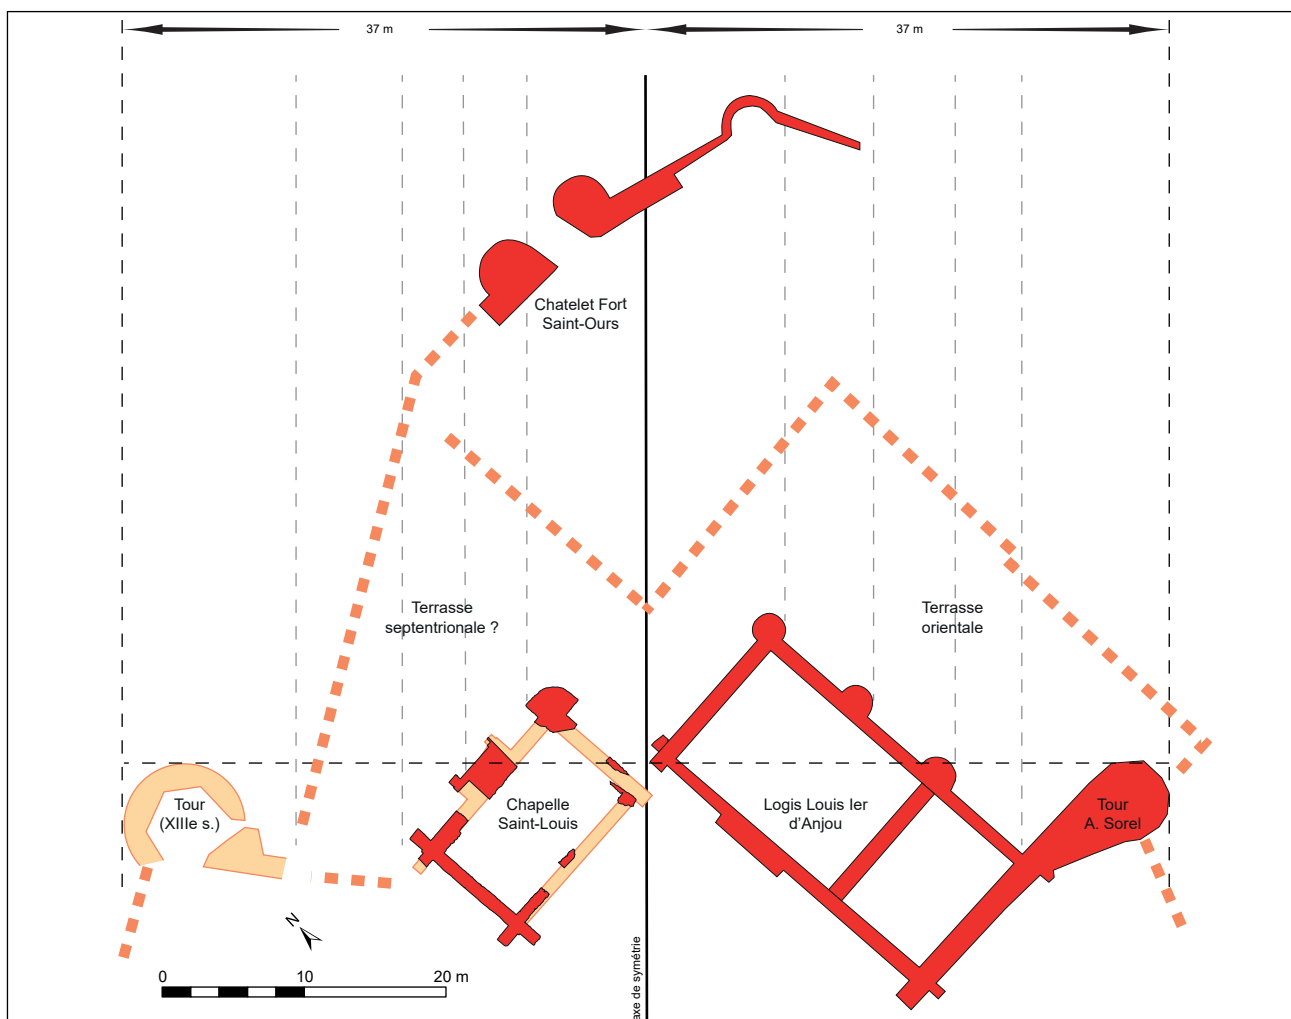 37 m
37 m
Chatelet Fort
Saint-Ours
Terrasse
septentrionale ?
Terrasse
orientale
Tour
(XIIIe s.)
Chapelle
Saint-Louis
Logis Louis Ier
d'Anjou
Tour
A. Sorel
N
0
10
20 m
axe de symétrie